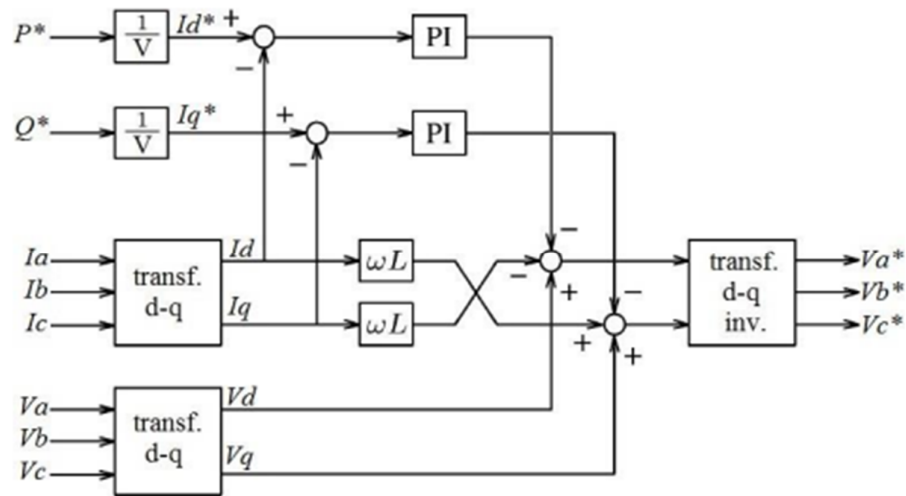 P*
1
V
Id*
+
−
PI
Q*
1
V
Iq*
+
−
PI
Ia
Ib
Ic
transf.
d-q
Id
Iq
ωL
ωL
−
−
+
−
+
+
transf.
d-q
inv.
Va*
Vb*
Vc*
Va
Vb
Vc
transf.
d-q
Vd
Vq